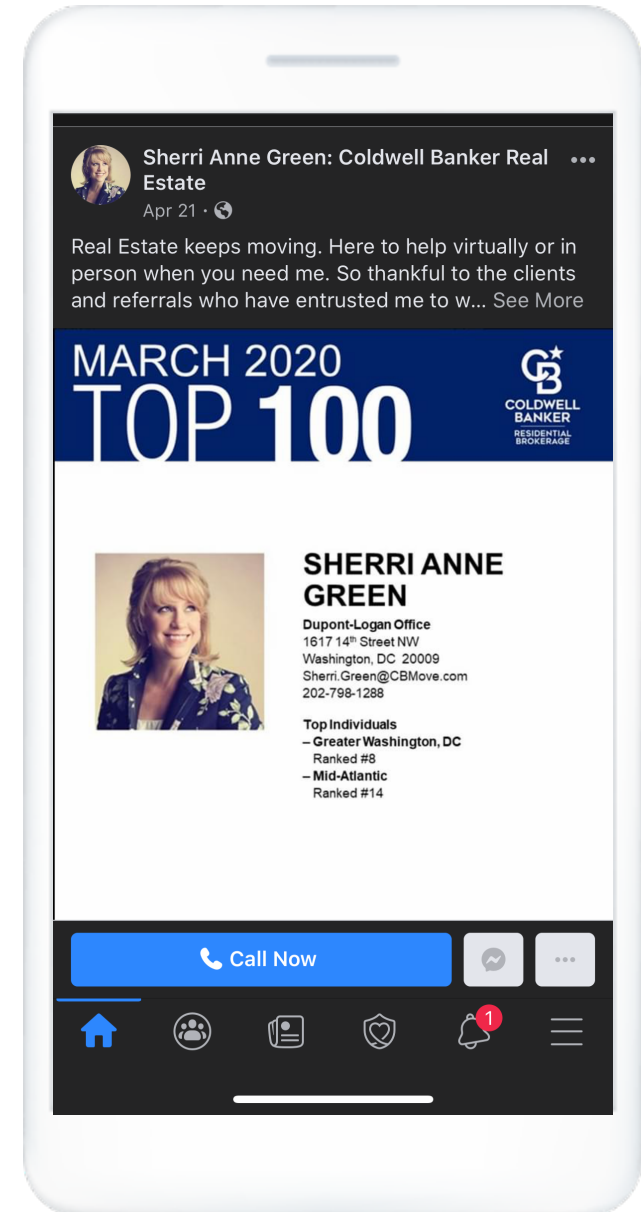 Sherri Anne Green: Coldwell Banker Real
Estate
Apr 21 ·
Real Estate keeps moving. Here to help virtually or in
person when you need me. So thankful to the clients
and referrals who have entrusted me to w... See More
MARCH 2020
TOP 100
CB
COLDWELL
BANKER
RESIDENTIAL
BROKERAGE
SHERRI ANNE
GREEN
Dupont-Logan Office
1617 14th Street NW
Washington, DC 20009
Sherri.Green@CBMove.com
202-798-1288
Top Individuals
– Greater Washington, DC
Ranked #8
– Mid-Atlantic
Ranked #14
Call Now
1